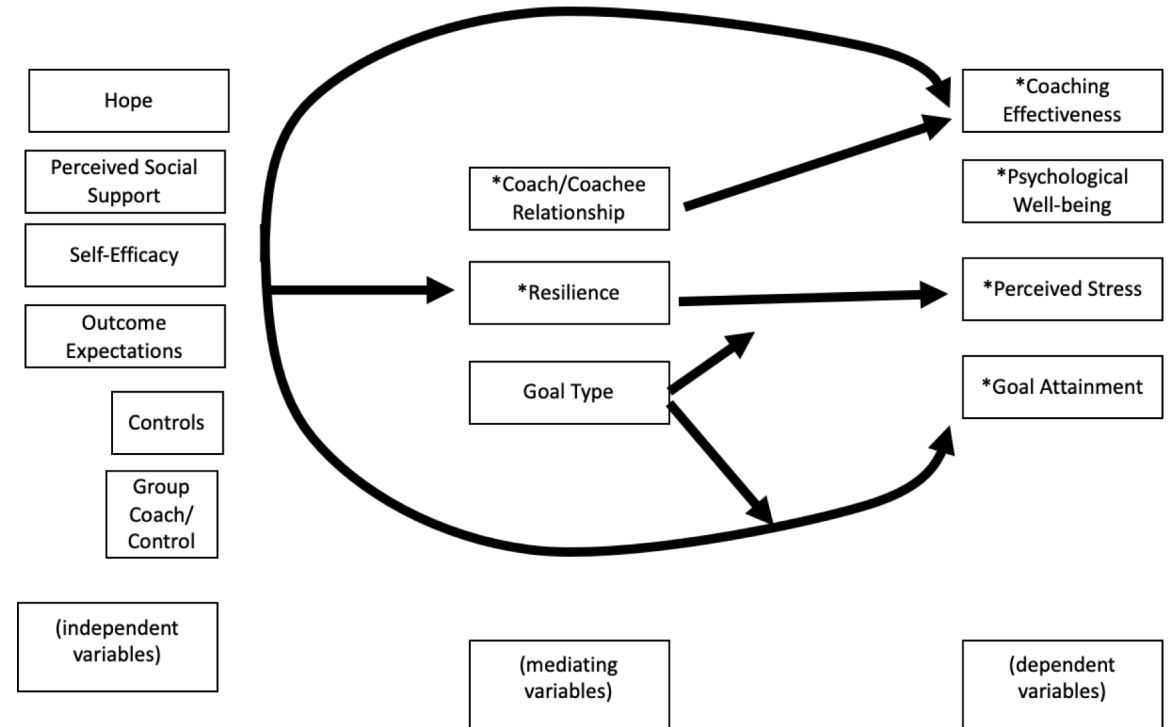 Hope
Perceived Social
Support
Self-Efficacy
Outcome
Expectations
Controls
Group
Coach/
Control
(independent
variables)
*Coach/Coachee
Relationship
*Resilience
Goal Type
(mediating
variables)
*Coaching
Effectiveness
*Psychological
Well-being
*Perceived Stress
*Goal Attainment
(dependent
variables)